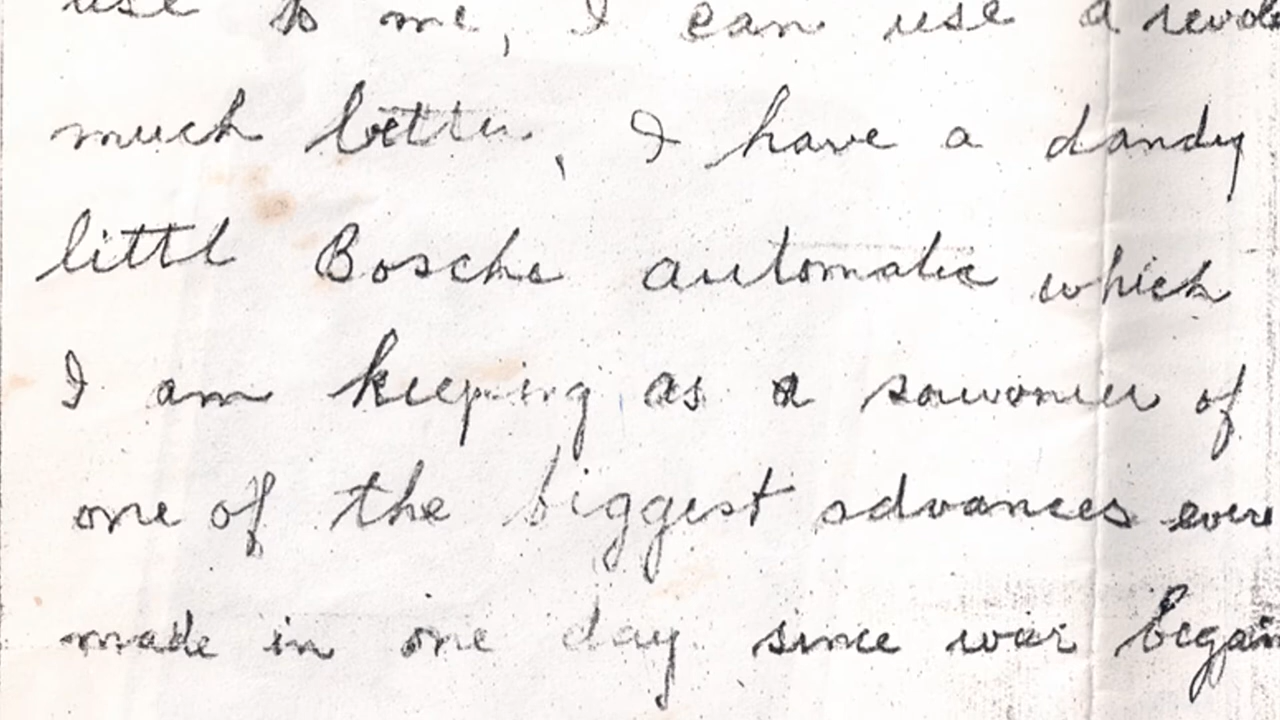 use to me, I can use a revol
much better, I have a dandy
little Bosche automatic which
I am keeping as a souvonier of
one of the biggest advances ever
made in one day since war began